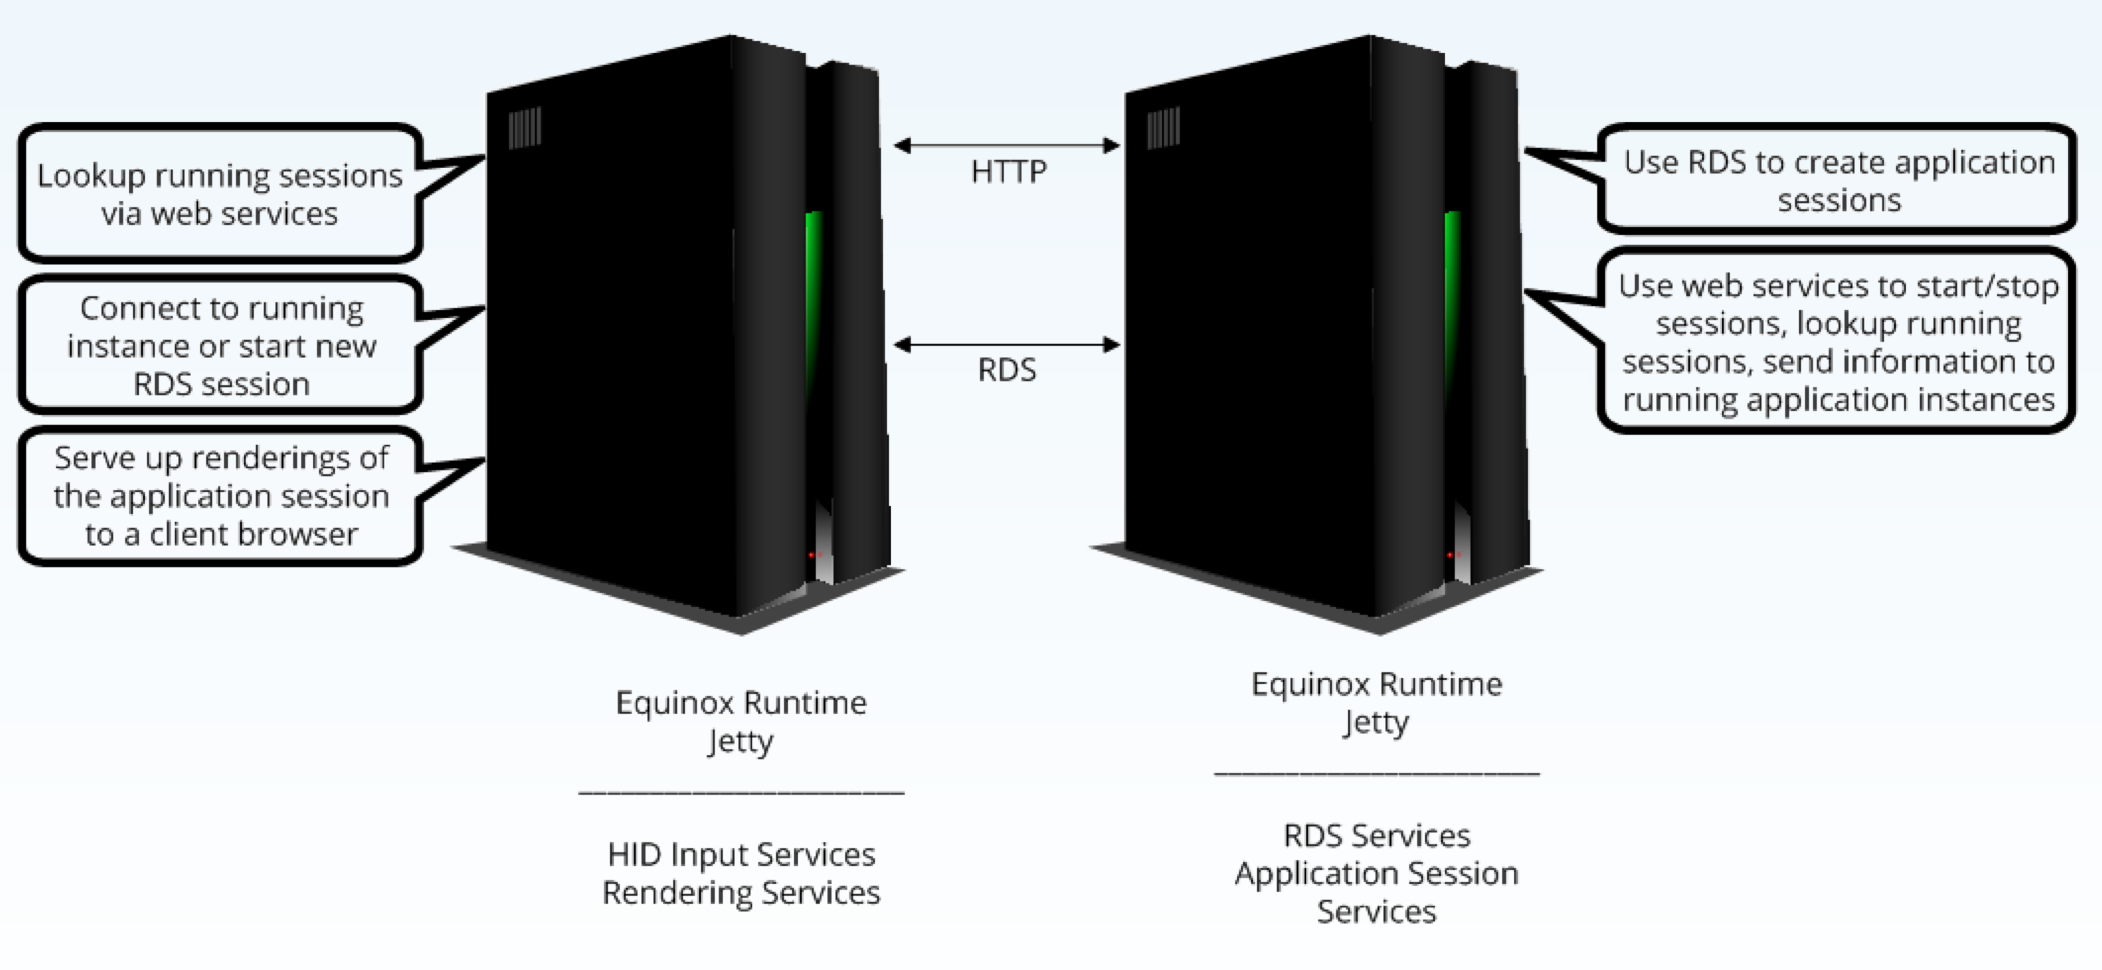 Lookup running sessions
via web services
Connect to running
instance or start new
RDS session
Serve up renderings of
the application session
to a client browser
HTTP
RDS
Use RDS to create application
sessions
Use web services to start/stop
sessions, lookup running
sessions, send information to
running application instances
Equinox Runtime
Jetty
HID Input Services
Rendering Services
Equinox Runtime
Jetty
RDS Services
Application Session
Services